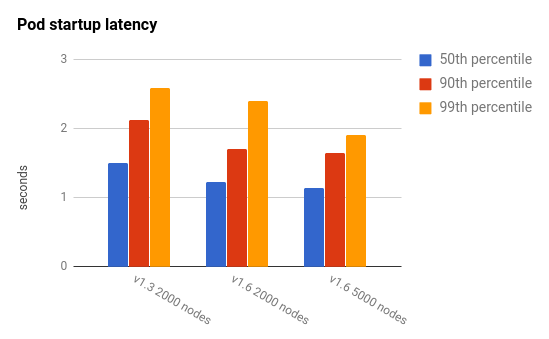 Pod startup latency
3
2
1
0
seconds
50th percentile
90th percentile
99th percentile
v1.3 2000 nodes
v1.6 2000 nodes
v1.6 5000 nodes